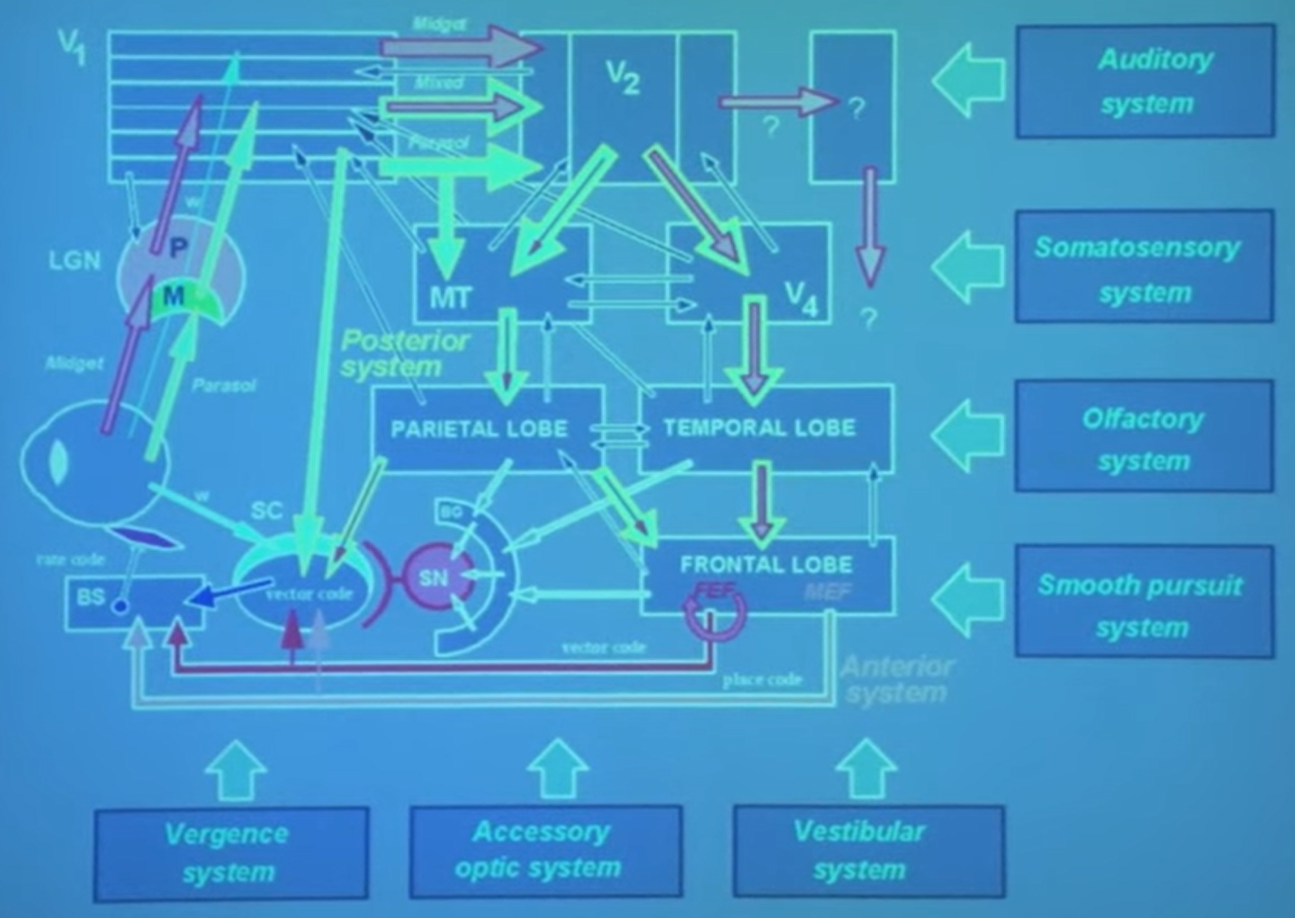 V1
Midget
Mixed
Parasol
V2
?
?
?
Auditory
system
W
P
M
LGN
MT
V4
Somatosensory
system
Posterior
system
Midget
Parasol
PARIETAL LOBE
TEMPORAL LOBE
Olfactory
system
W
SC
BG
SN
FRONTAL LOBE
FEF
MEF
rate code
BS
vector code
Smooth pursuit
system
vector code
place code
Anterior
system
Vergence
system
Accessory
optic system
Vestibular
system